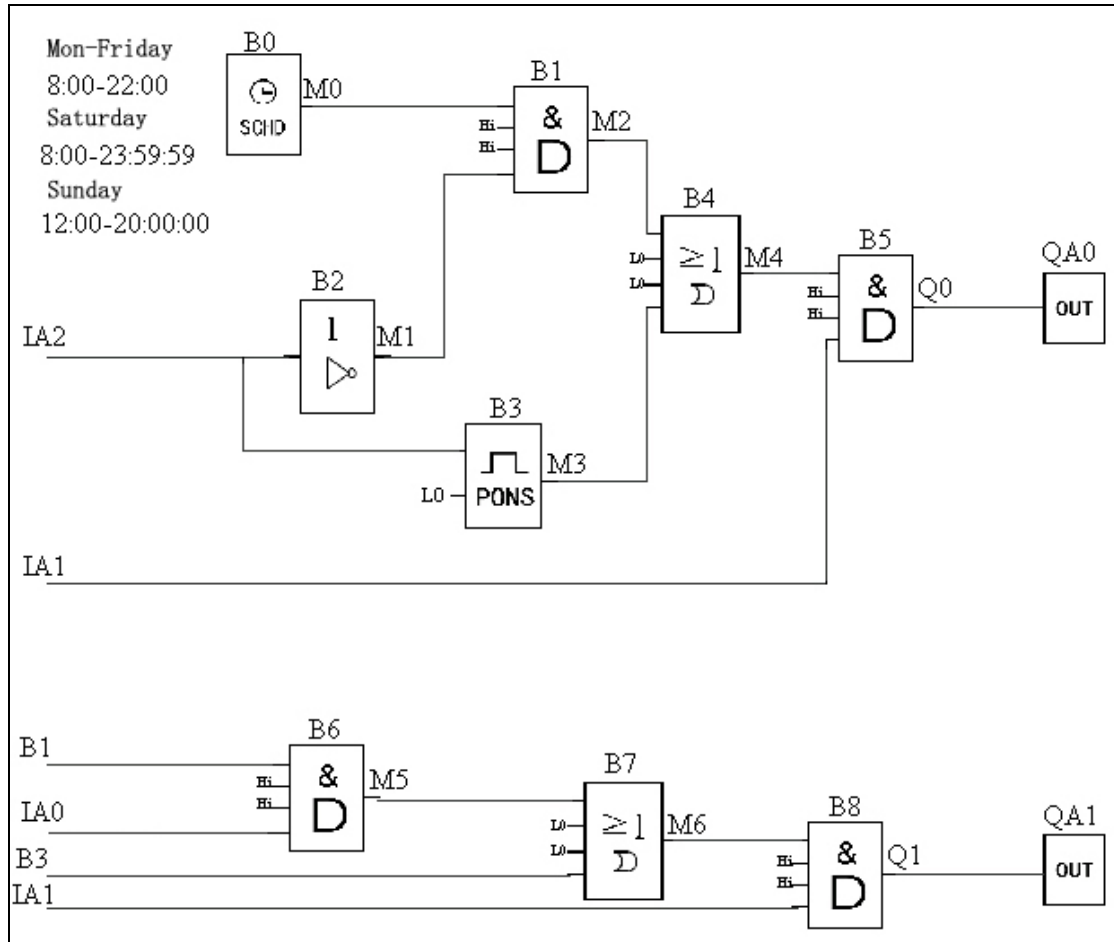 Mon-Friday
8:00-22:00
Saturday
8:00-23:59:59
Sunday
12:00-20:00:00
B0
SCHD
M0
B1
Hi
Hi
&
M2
B4
L0
L0
≥1
M4
B5
Hi
Hi
&
Q0
QA0
OUT
IA2
B2
1
M1
B3
L0
PONS
M3
IA1
B1
IA0
B3
IA1
B6
Hi
Hi
&
M5
B7
L0
L0
≥1
M6
B8
Hi
Hi
&
Q1
QA1
OUT